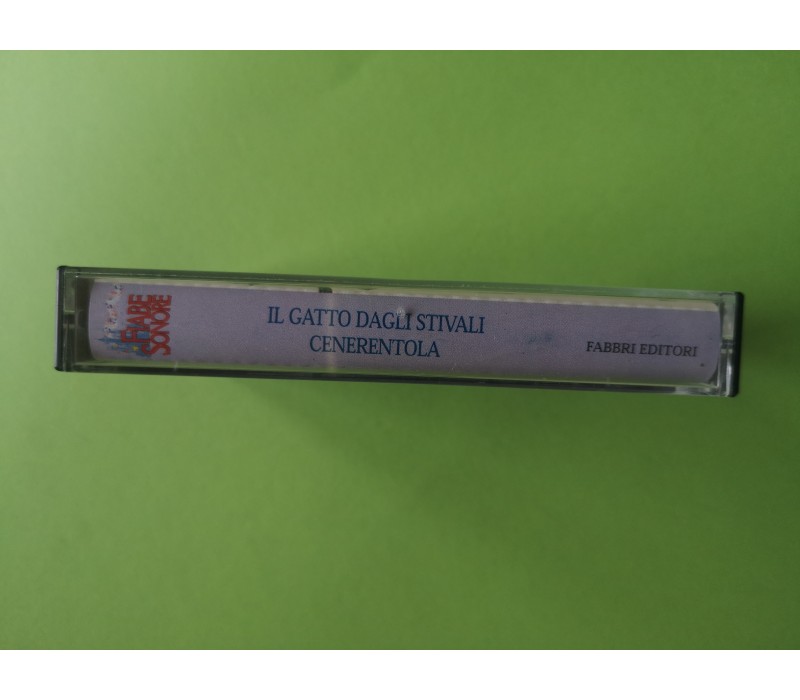 FIABE
SONORE
IL GATTO DAGLI STIVALI
CENERENTOLA
FABBRI EDITORI